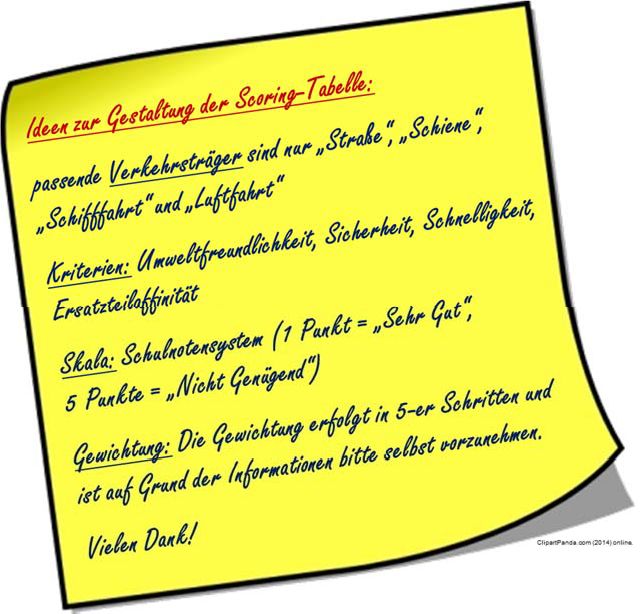 Ideen zur Gestaltung der Scoring-Tabelle:
passende Verkehrsträger sind nur „Straße“, „Schiene“,
„Schifffahrt“ und „Luftfahrt“
Kriterien: Umweltfreundlichkeit, Sicherheit, Schnelligkeit,
Ersatzteilaffinität
Skala: Schulnotensystem (1 Punkt = „Sehr Gut“,
5 Punkte = „Nicht Genügend“)
Gewichtung: Die Gewichtung erfolgt in 5-er Schritten und
ist auf Grund der Informationen bitte selbst vorzunehmen.
Vielen Dank!
ClipartPanda.com (2014) online.